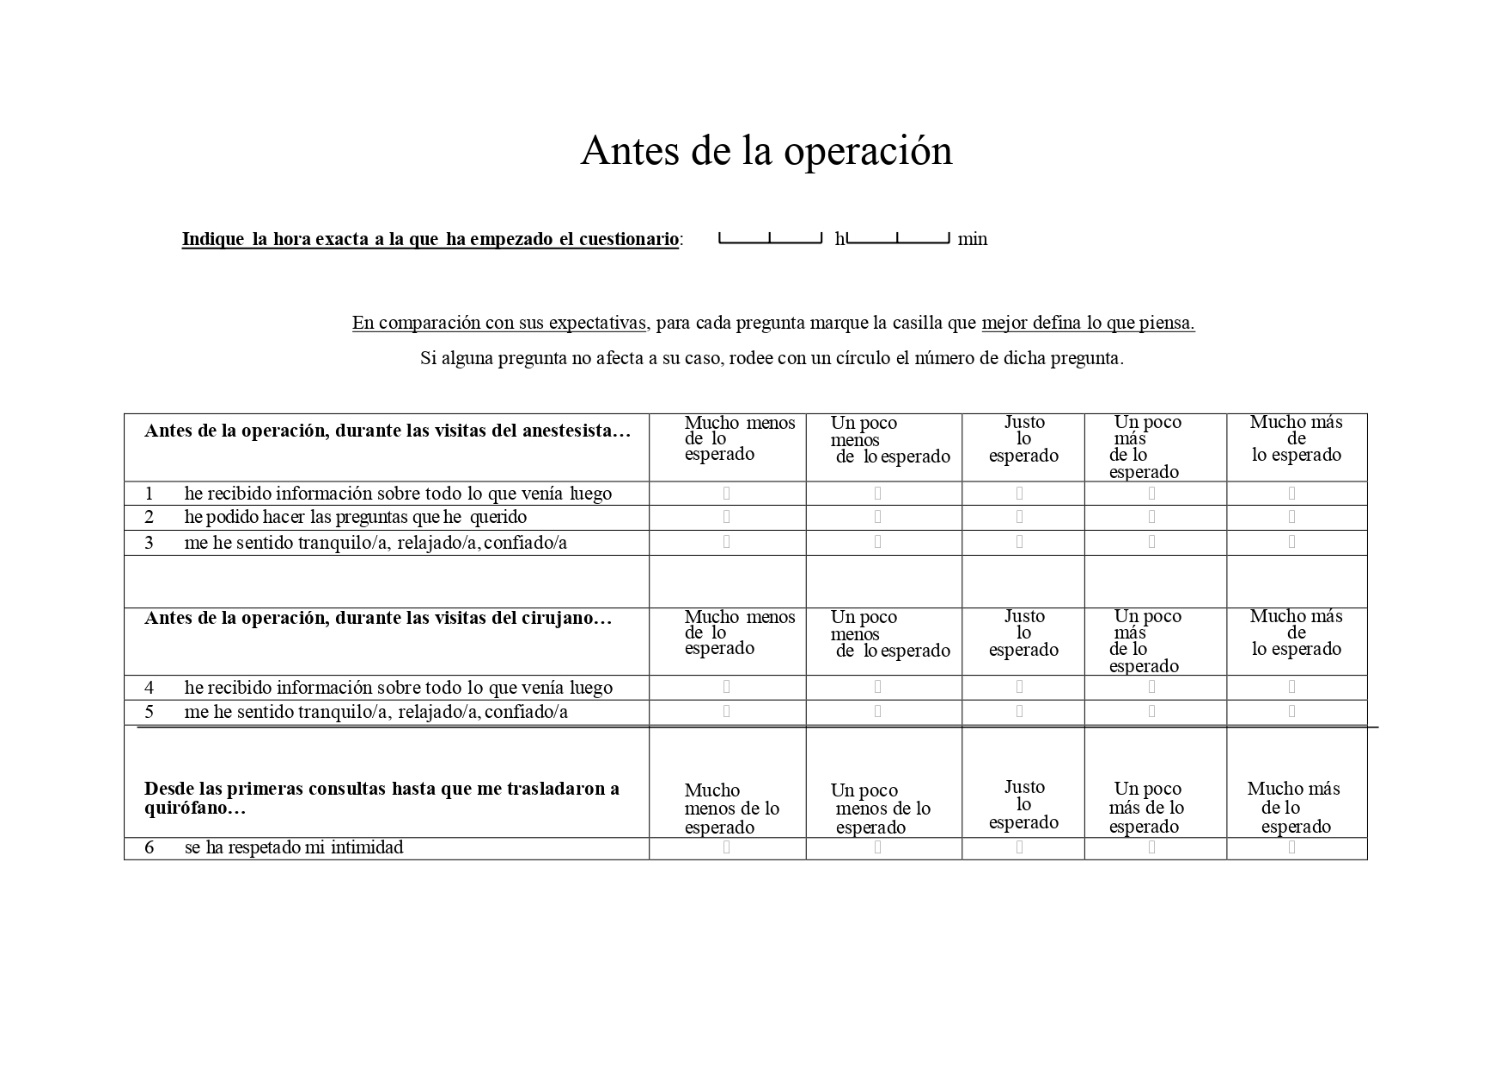 Antes de la operación
Indique la hora exacta a la que ha empezado el cuestionario: h min
En comparación con sus expectativas, para cada pregunta marque la casilla que mejor defina lo que piensa.
Si alguna pregunta no afecta a su caso, rodee con un círculo el número de dicha pregunta.
Antes de la operación, durante las visitas del anestesista…
Mucho menos
de lo
esperado
Un poco
menos
de lo esperado
Justo
lo
esperado
Un poco
más
de lo
esperado
Mucho más
de
lo esperado
1 he recibido información sobre todo lo que venía luego
2 he podido hacer las preguntas que he querido
3 me he sentido tranquilo/a, relajado/a, confiado/a
Antes de la operación, durante las visitas del cirujano…
Mucho menos
de lo
esperado
Un poco
menos
de lo esperado
Justo
lo
esperado
Un poco
más
de lo
esperado
Mucho más
de
lo esperado
4 he recibido información sobre todo lo que venía luego
5 me he sentido tranquilo/a, relajado/a, confiado/a
Desde las primeras consultas hasta que me trasladaron a
quirófano…
Mucho
menos de lo
esperado
Un poco
menos de lo
esperado
Justo
lo
esperado
Un poco
más de lo
esperado
Mucho más
de lo
esperado
6 se ha respetado mi intimidad